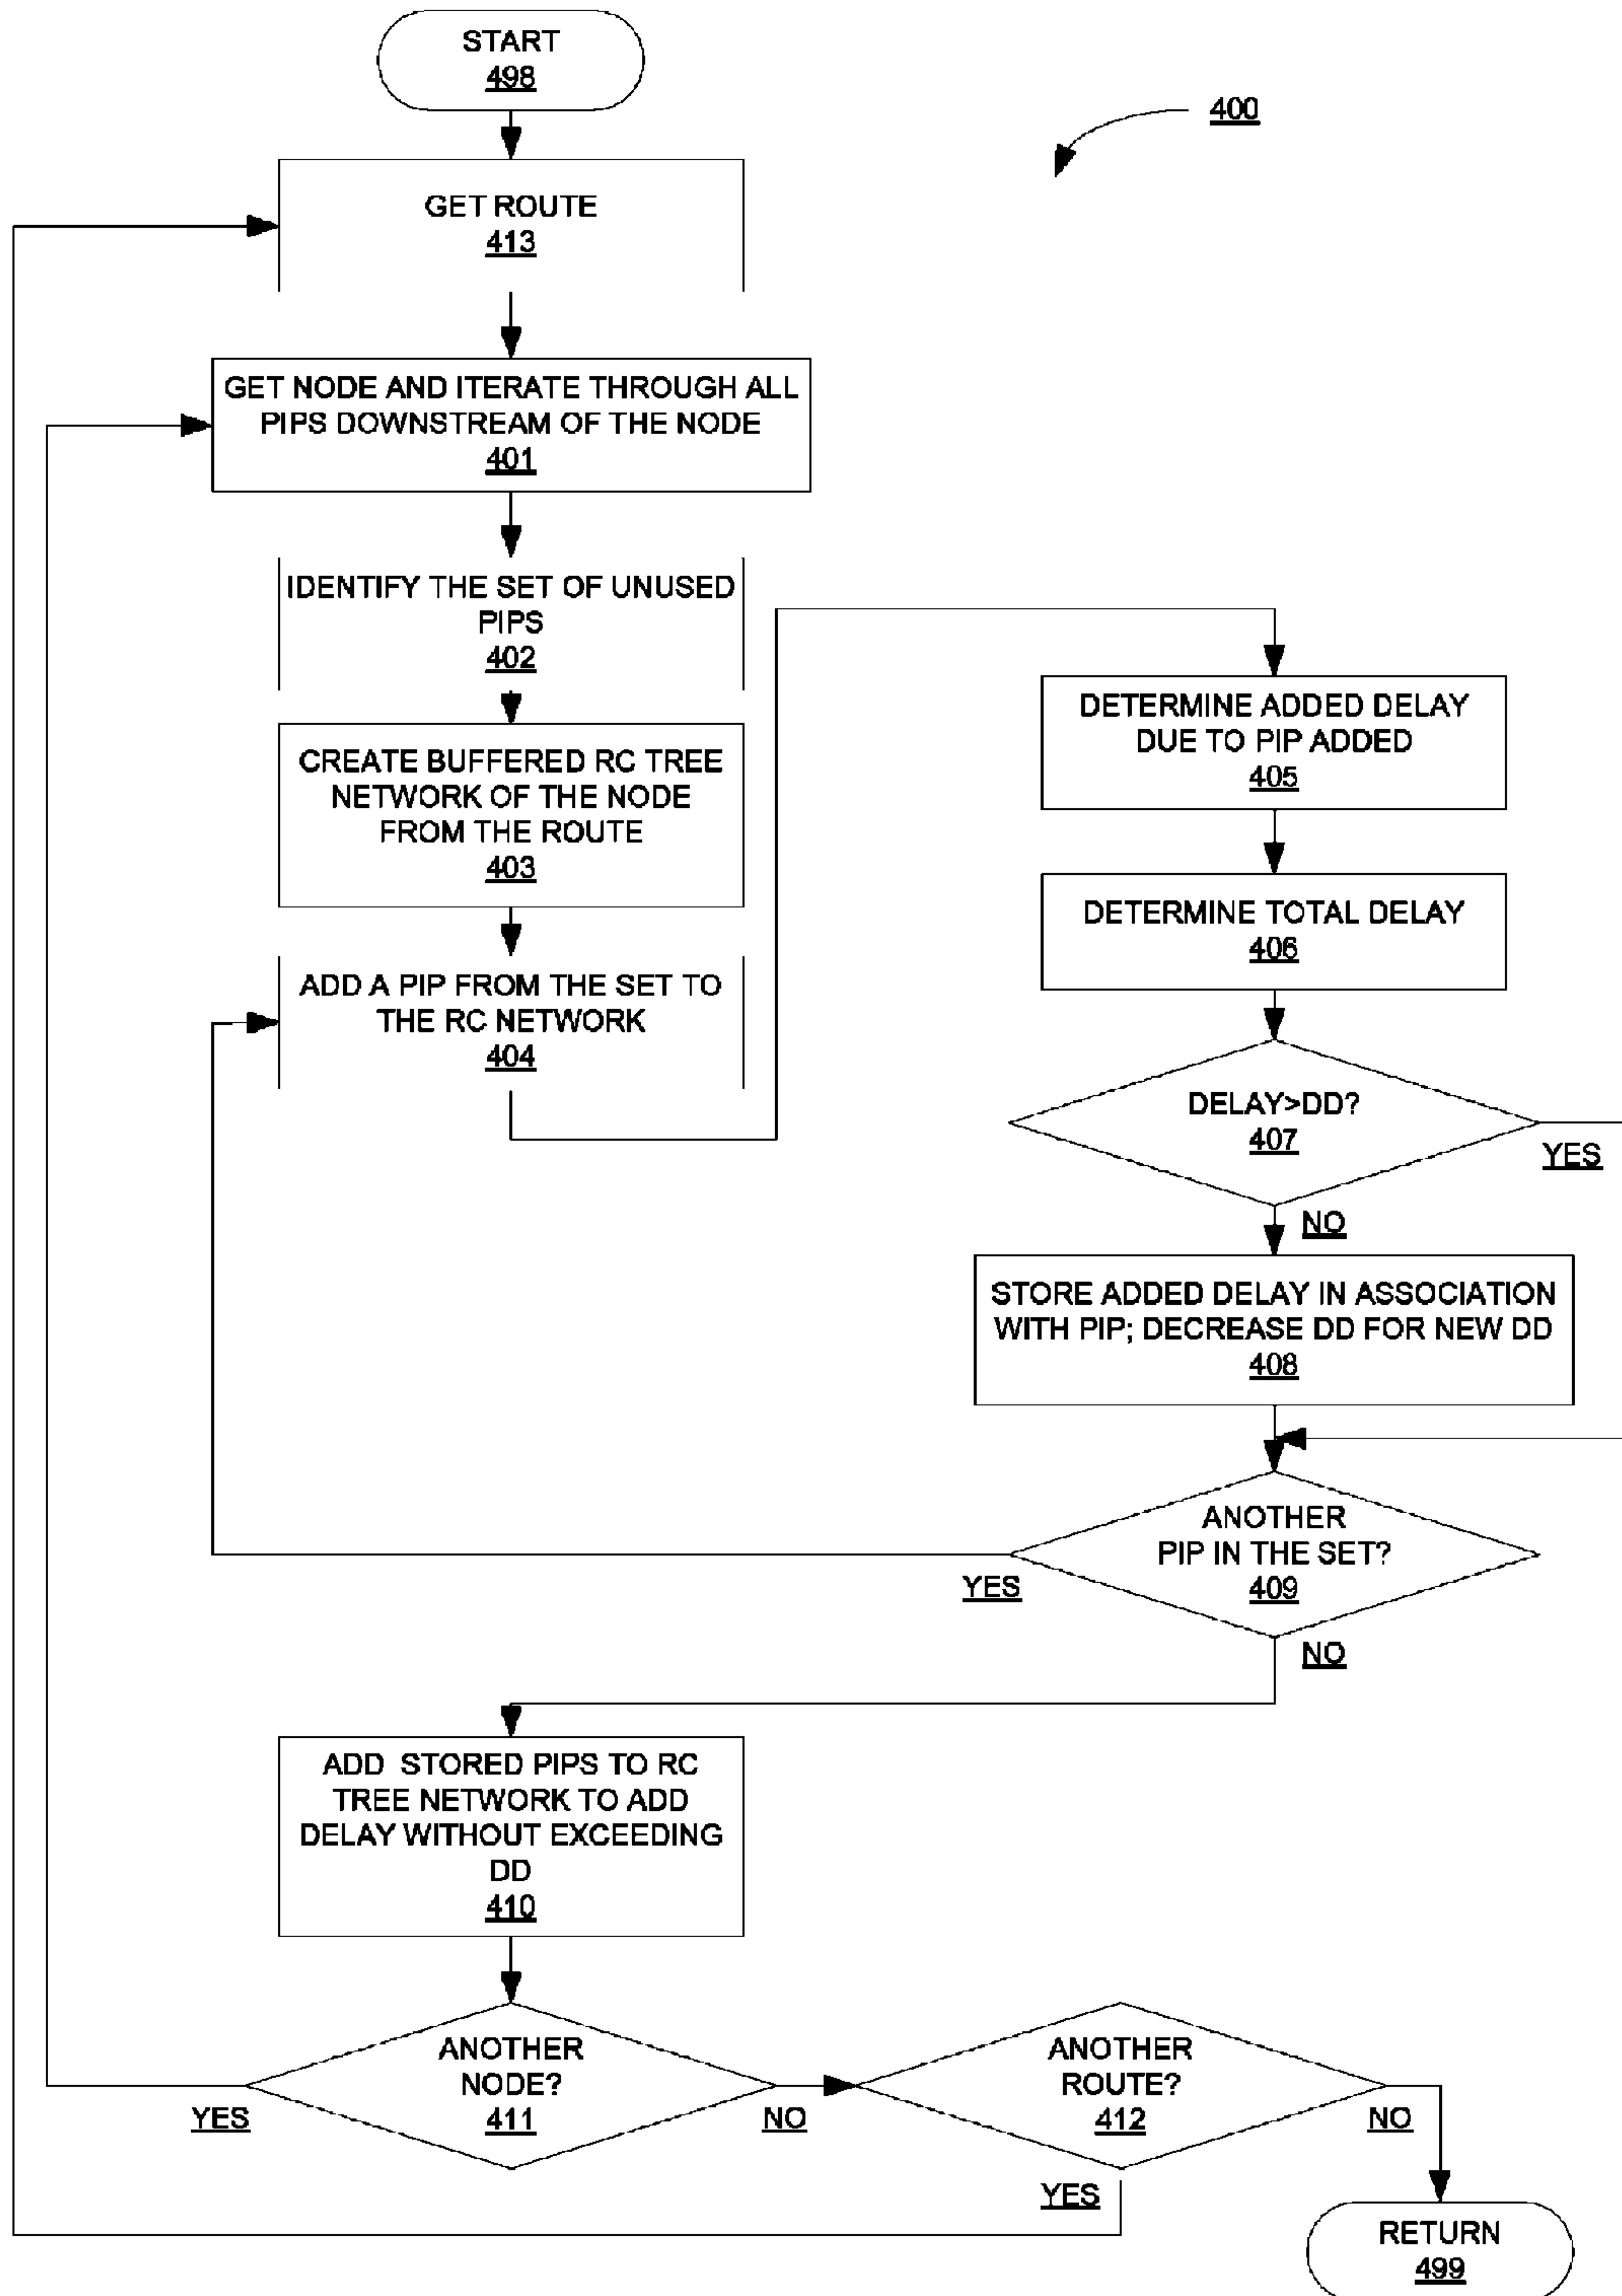 START
498
400
GET ROUTE
413
GET NODE AND ITERATE THROUGH ALL
PIPS DOWNSTREAM OF THE NODE
401
IDENTIFY THE SET OF UNUSED
PIPS
402
CREATE BUFFERED RC TREE
NETWORK OF THE NODE
FROM THE ROUTE
403
ADD A PIP FROM THE SET TO
THE RC NETWORK
404
DETERMINE ADDED DELAY
DUE TO PIP ADDED
405
DETERMINE TOTAL DELAY
406
DELAY>DD?
407
YES
NO
STORE ADDED DELAY IN ASSOCIATION
WITH PIP; DECREASE DD FOR NEW DD
408
ANOTHER
PIP IN THE SET?
409
YES
NO
ADD STORED PIPS TO RC
TREE NETWORK TO ADD
DELAY WITHOUT EXCEEDING
DD
410
ANOTHER
NODE?
411
YES
NO
ANOTHER
ROUTE?
412
NO
YES
RETURN
499